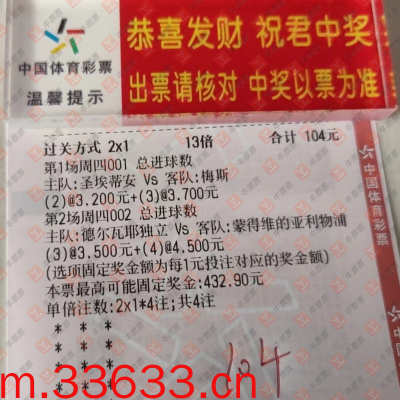 恭喜发财 祝君中奖
中国体育彩票
出票请核对 中奖以票为准
温馨提示
过关方式 2x1 13倍 合计 104元
第1场周四001 总进球数
主队:圣埃蒂安 Vs 客队:梅斯
(2)@3.200元+(3)@3.700元
第2场周四002 总进球数
主队:德尔瓦耶独立 Vs 客队:蒙得维的亚利物浦
(3)@3.500元+(4)@4.500元
(选项固定奖金额为每1元投注对应的奖金额)
本票最高可能固定奖金:432.90元
单倍注数:2x1*4注;共4注
* * *
* * *
* * *
* * *
104
中国体育彩票
m.33633.cn